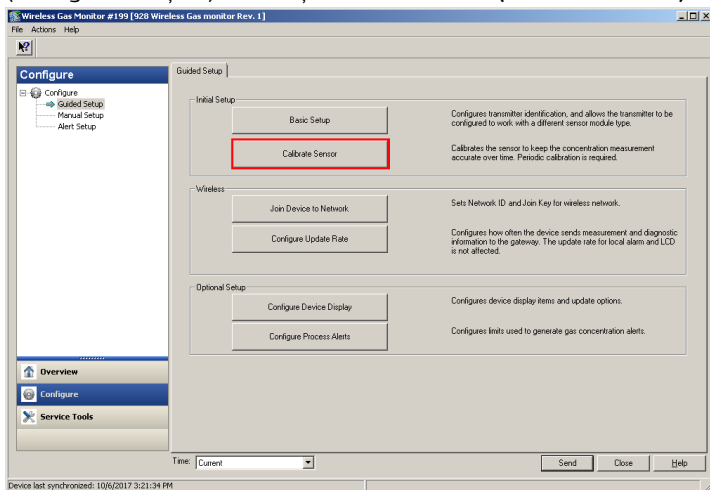 Wireless Gas Monitor #199 [928 Wireless Gas monitor Rev. 1]
File Actions Help
Configure
Guided Setup
Configure
Guided Setup
Manual Setup
Alert Setup
Initial Setup
Basic Setup
Configures transmitter identification, and allows the transmitter to be
configured to work with a different sensor module type.
Calibrate Sensor
Calibrates the sensor to keep the concentration measurement
accurate over time. Periodic calibration is required.
Wireless
Join Device to Network
Sets Network ID and Join Key for wireless network.
Configure Update Rate
Configures how often the device sends measurement and diagnostic
information to the gateway. The update rate for local alarm and LCD
is not affected.
Optional Setup
Configure Device Display
Configures device display items and update options.
Configure Process Alerts
Configures limits used to generate gas concentration alerts.
Overview
Configure
Service Tools
Time: Current
Send Close Help
Device last synchronized: 10/6/2017 3:21:34 PM